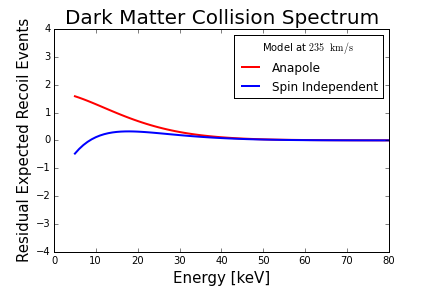 Dark Matter Collision Spectrum
Residual Expected Recoil Events
4
3
2
1
0
−1
−2
−3
−4
Model at 235 km/s
Anapole
Spin Independent
0 10 20 30 40 50 60 70 80
Energy [keV]